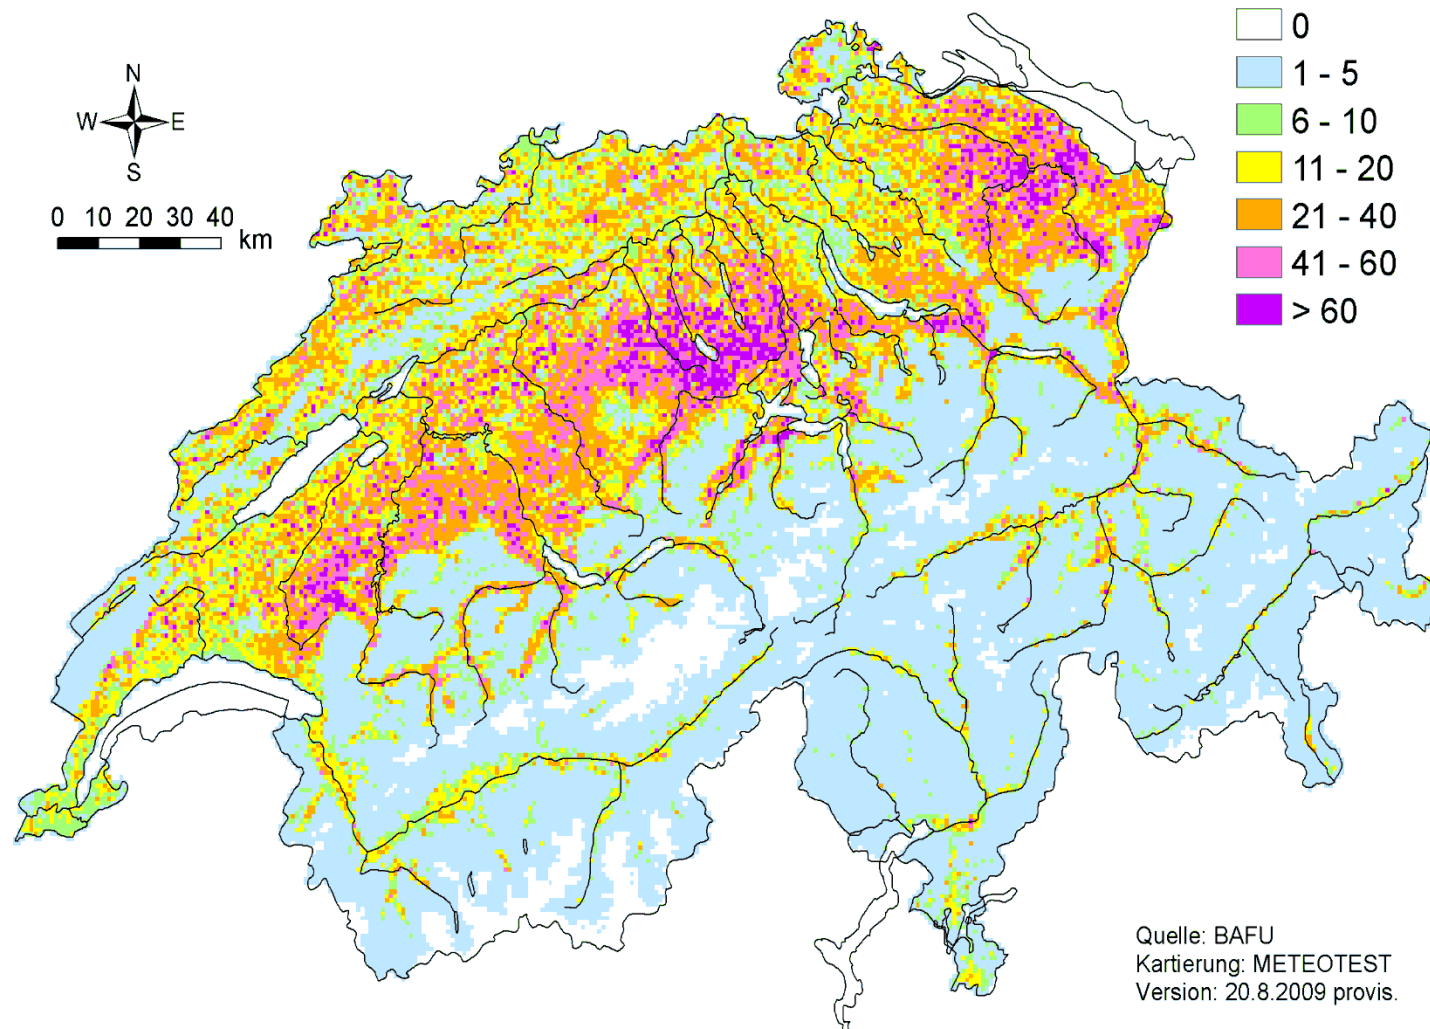 N
W E
S
0 10 20 30 40
km
0
1 - 5
6 - 10
11 - 20
21 - 40
41 - 60
> 60
Quelle: BAFU
Kartierung: METEOTEST
Version: 20.8.2009 provis.